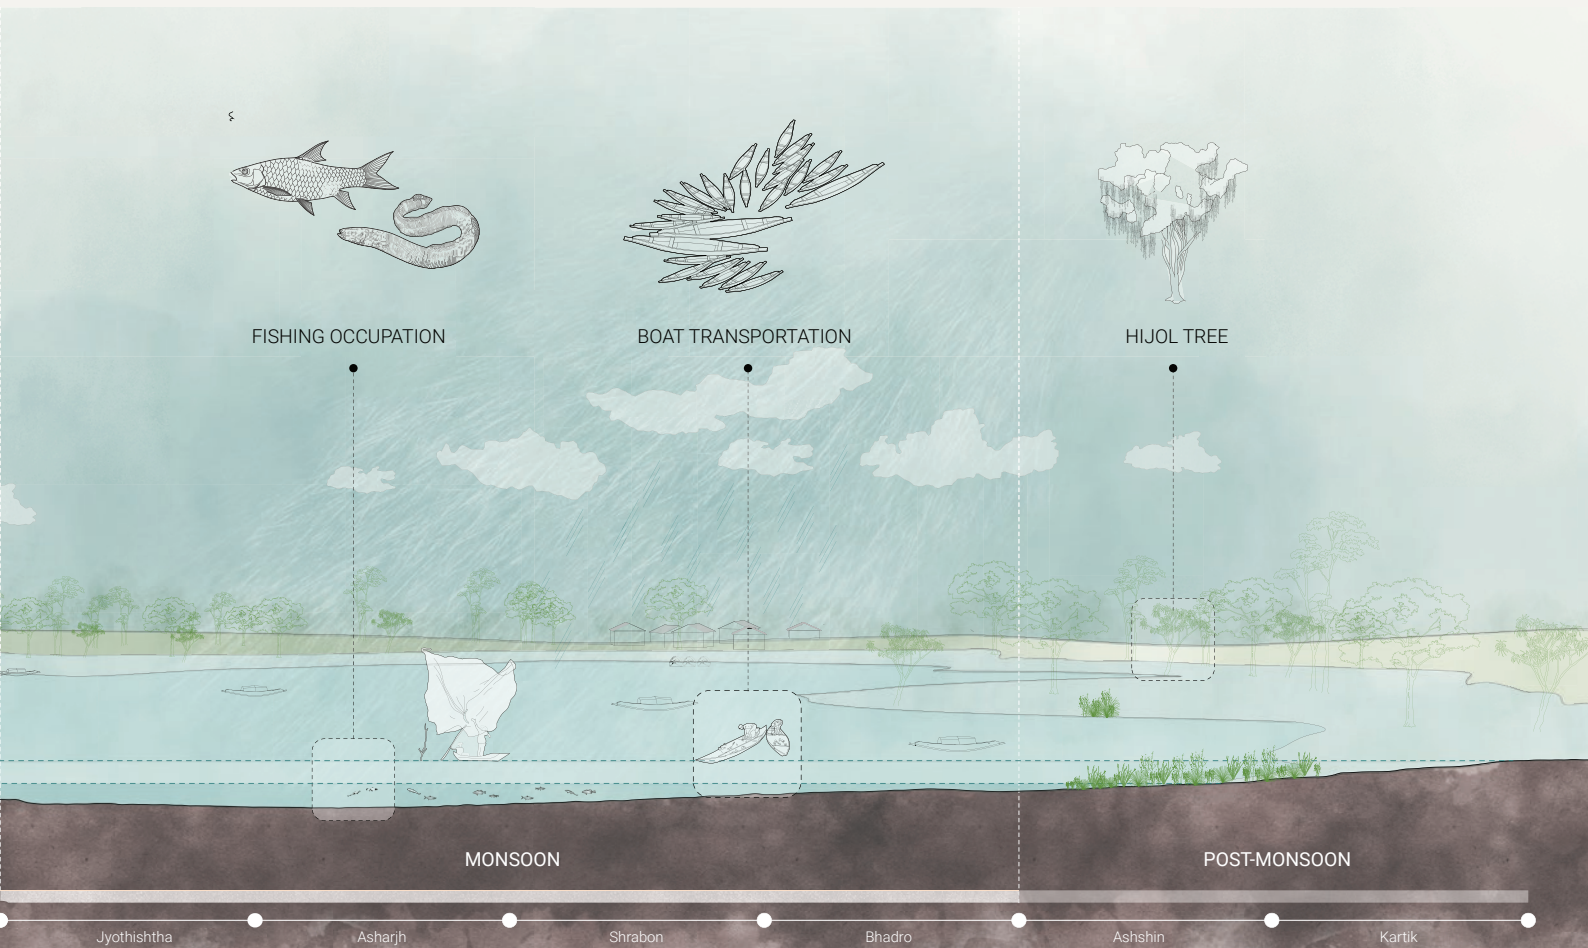 FISHING OCCUPATION
BOAT TRANSPORTATION
HIJOL TREE
MONSOON
POST-MONSOON
Jyothishtha
Asharjh
Shrabon
Bhadro
Ashshin
Kartik